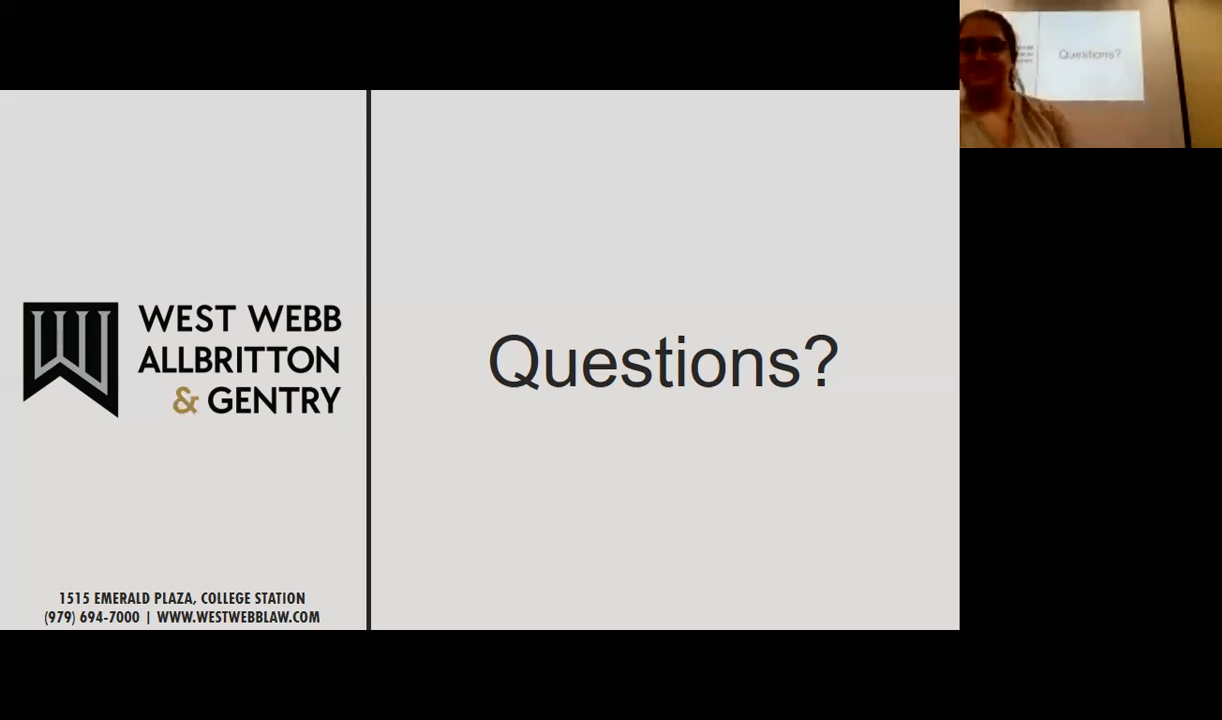 WEST WEBB
ALLBRITTON
& GENTRY
1515 EMERALD PLAZA, COLLEGE STATION
(979) 694-7000 | WWW.WESTWEBBLAW.COM
Questions?
Questions?